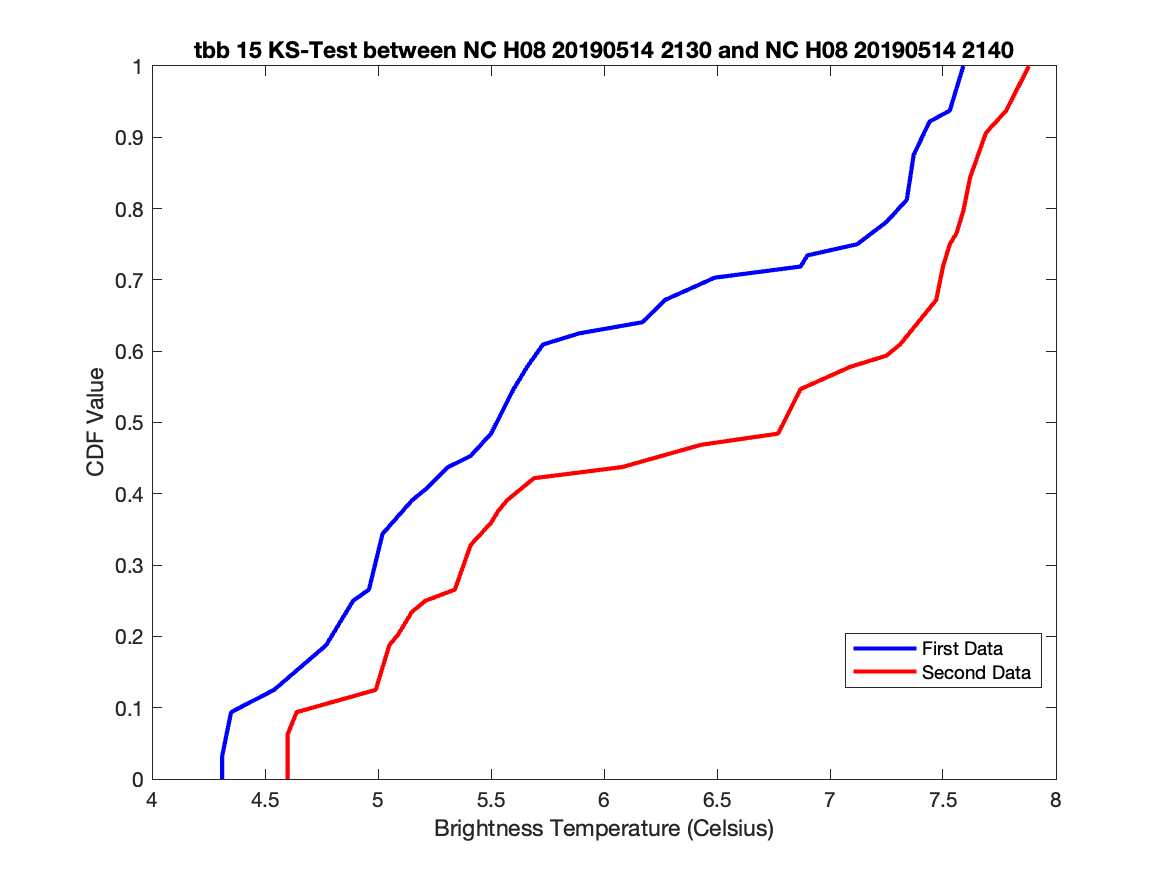 tbb 15 KS-Test between NC H08 20190514 2130 and NC H08 20190514 2140
1
0.9
0.8
0.7
0.6
0.5
0.4
0.3
0.2
0.1
0
CDF Value
First Data
Second Data
4 4.5 5 5.5 6 6.5 7 7.5 8
Brightness Temperature (Celsius)